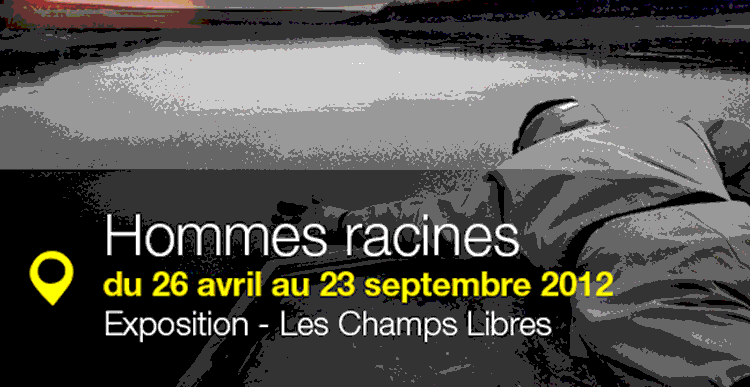 Hommes racines
du 26 avril au 23 septembre 2012
Exposition - Les Champs Libres